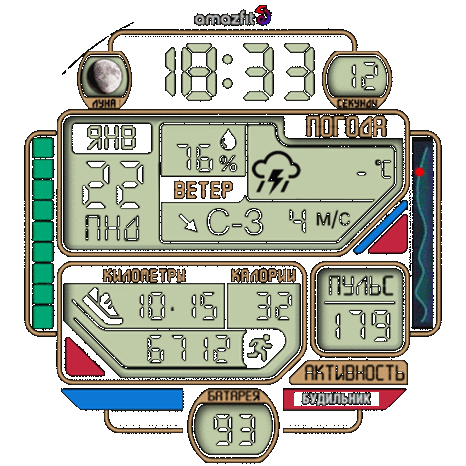 amazfit
18:33
12
ЛУНА
СЕКУНДЫ
ПОГОДА
ЯНВ
76 %
- °C
22
ВЕТЕР
ПНД
С-З 4 М/С
КИЛОМЕТРЫ
КАЛОРИИ
ПУЛЬС
10.15
32
179
6712
АКТИВНОСТЬ
БАТАРЕЯ
БУДИЛЬНИК
93